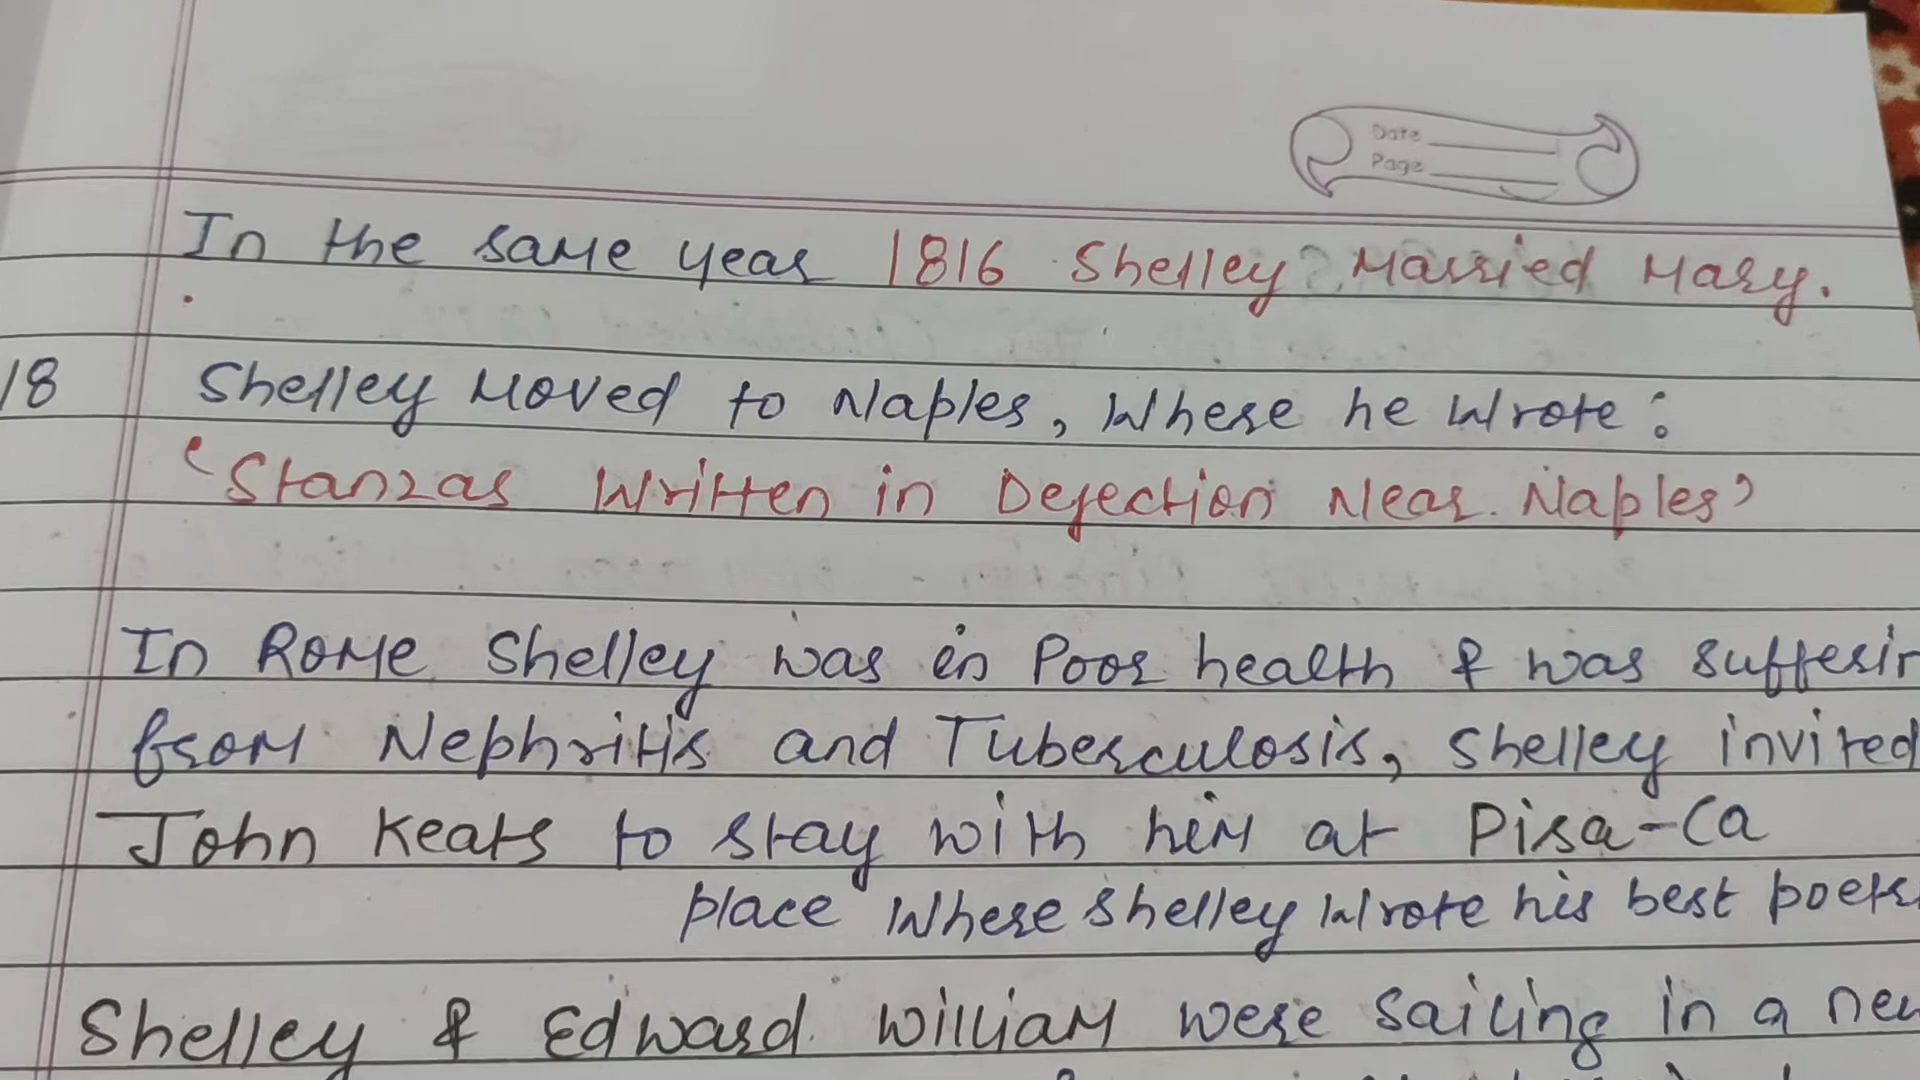 Date
Page
In the same year 1816 Shelley married Mary.
18 Shelley moved to Naples, Where he Wrote :
'Stanzas Written in Dejection Near Naples'
In Rome Shelley was in Poor health & was sufferin
from Nephritis and Tuberculosis, Shelley invited
John Keats to stay with him at Pisa-(a
place where Shelley Wrote his best poetr
Shelley & Edward William were sailing in a new